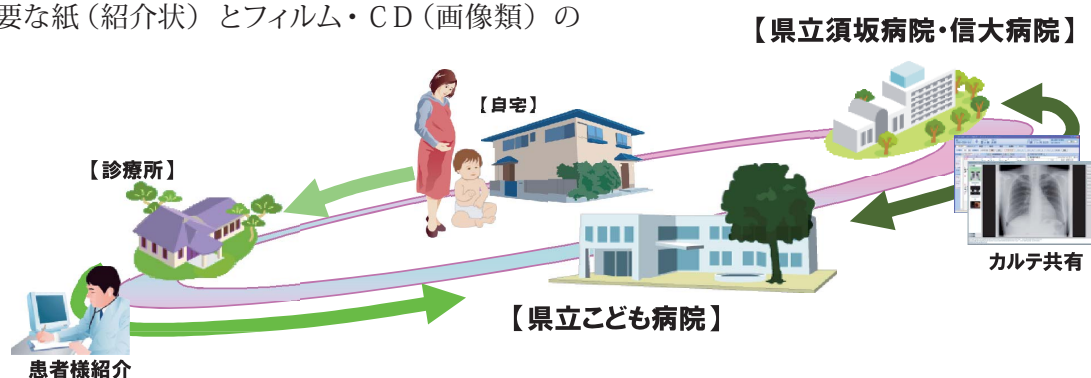 要な紙（紹介状）とフィルム・ＣＤ（画像類）の
【県立須坂病院・信大病院】
【自宅】
【診療所】
カルテ共有
【県立こども病院】
患者様紹介